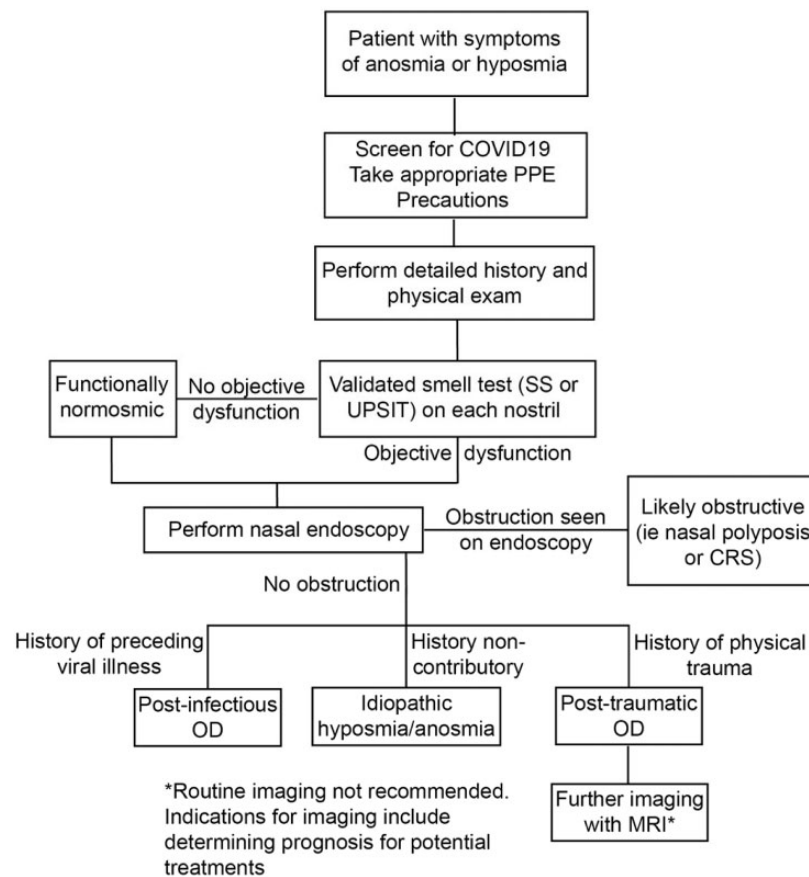 Patient with symptoms
of anosmia or hyposmia
Screen for COVID19
Take appropriate PPE
Precautions
Perform detailed history and
physical exam
Functionally
normosmic
No objective
dysfunction
Validated smell test (SS or
UPSIT) on each nostril
Objective dysfunction
Perform nasal endoscopy
Obstruction seen
on endoscopy
Likely obstructive
(ie nasal polyposis
or CRS)
No obstruction
History of preceding
viral illness
History non-
contributory
History of physical
trauma
Post-infectious
OD
Idiopathic
hyposmia/anosmia
Post-traumatic
OD
Further imaging
with MRI*
*Routine imaging not recommended.
Indications for imaging include
determining prognosis for potential
treatments